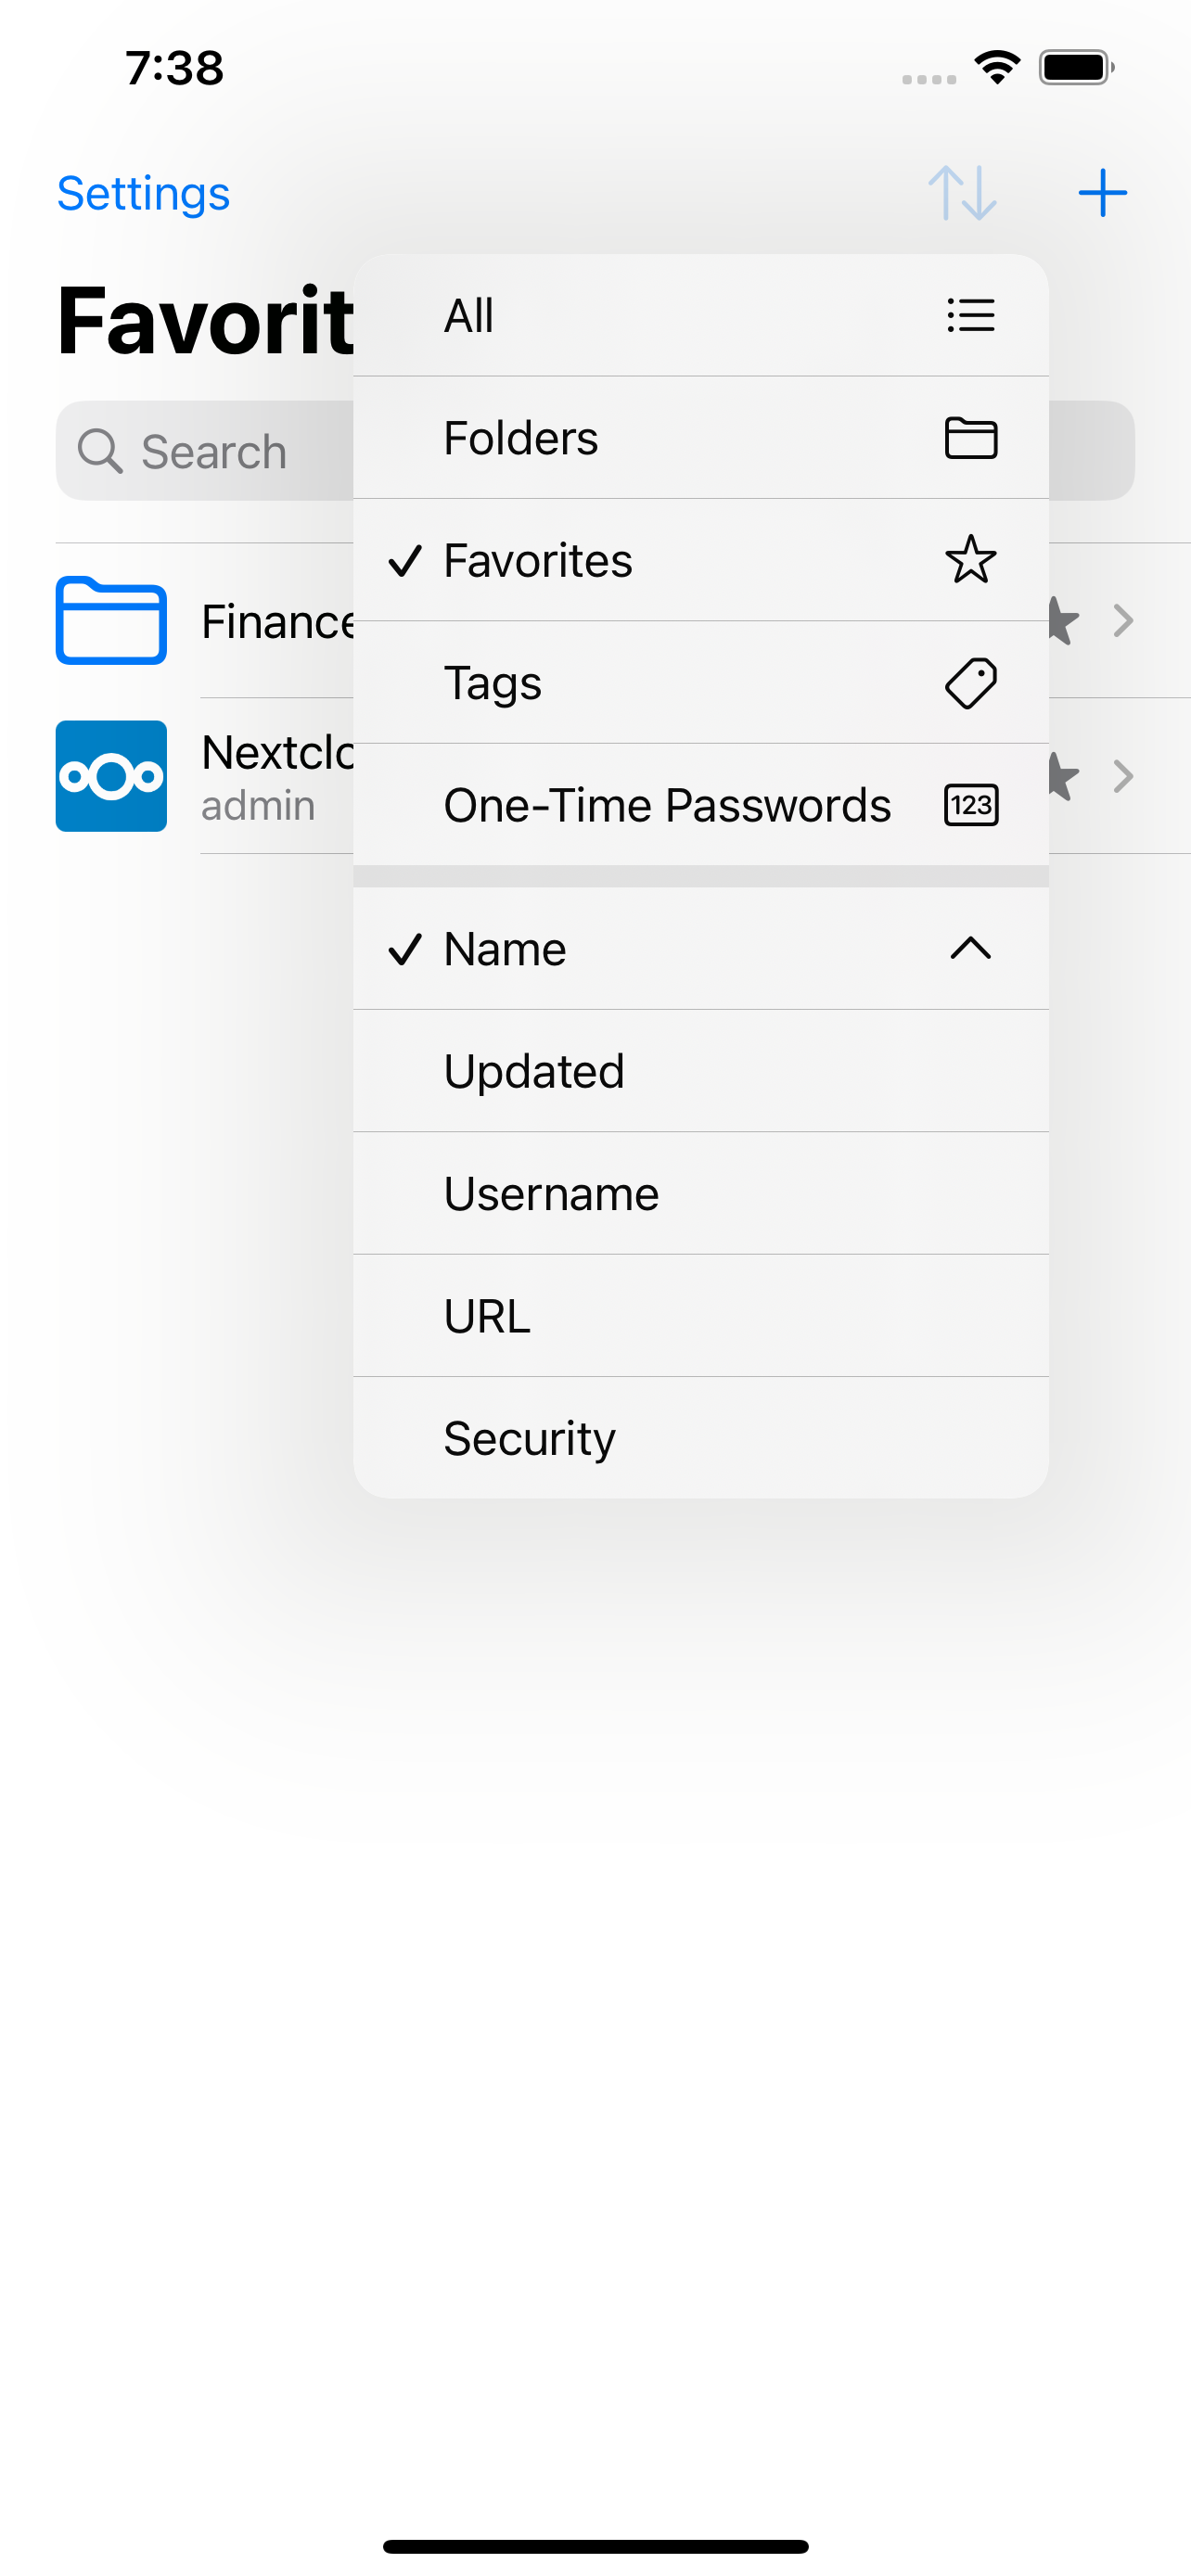 7:38
Settings
Favorit
All
Folders
Search
Favorites
Finance
Tags
Nextclo
admin
One-Time Passwords
123
Name
Updated
Username
URL
Security